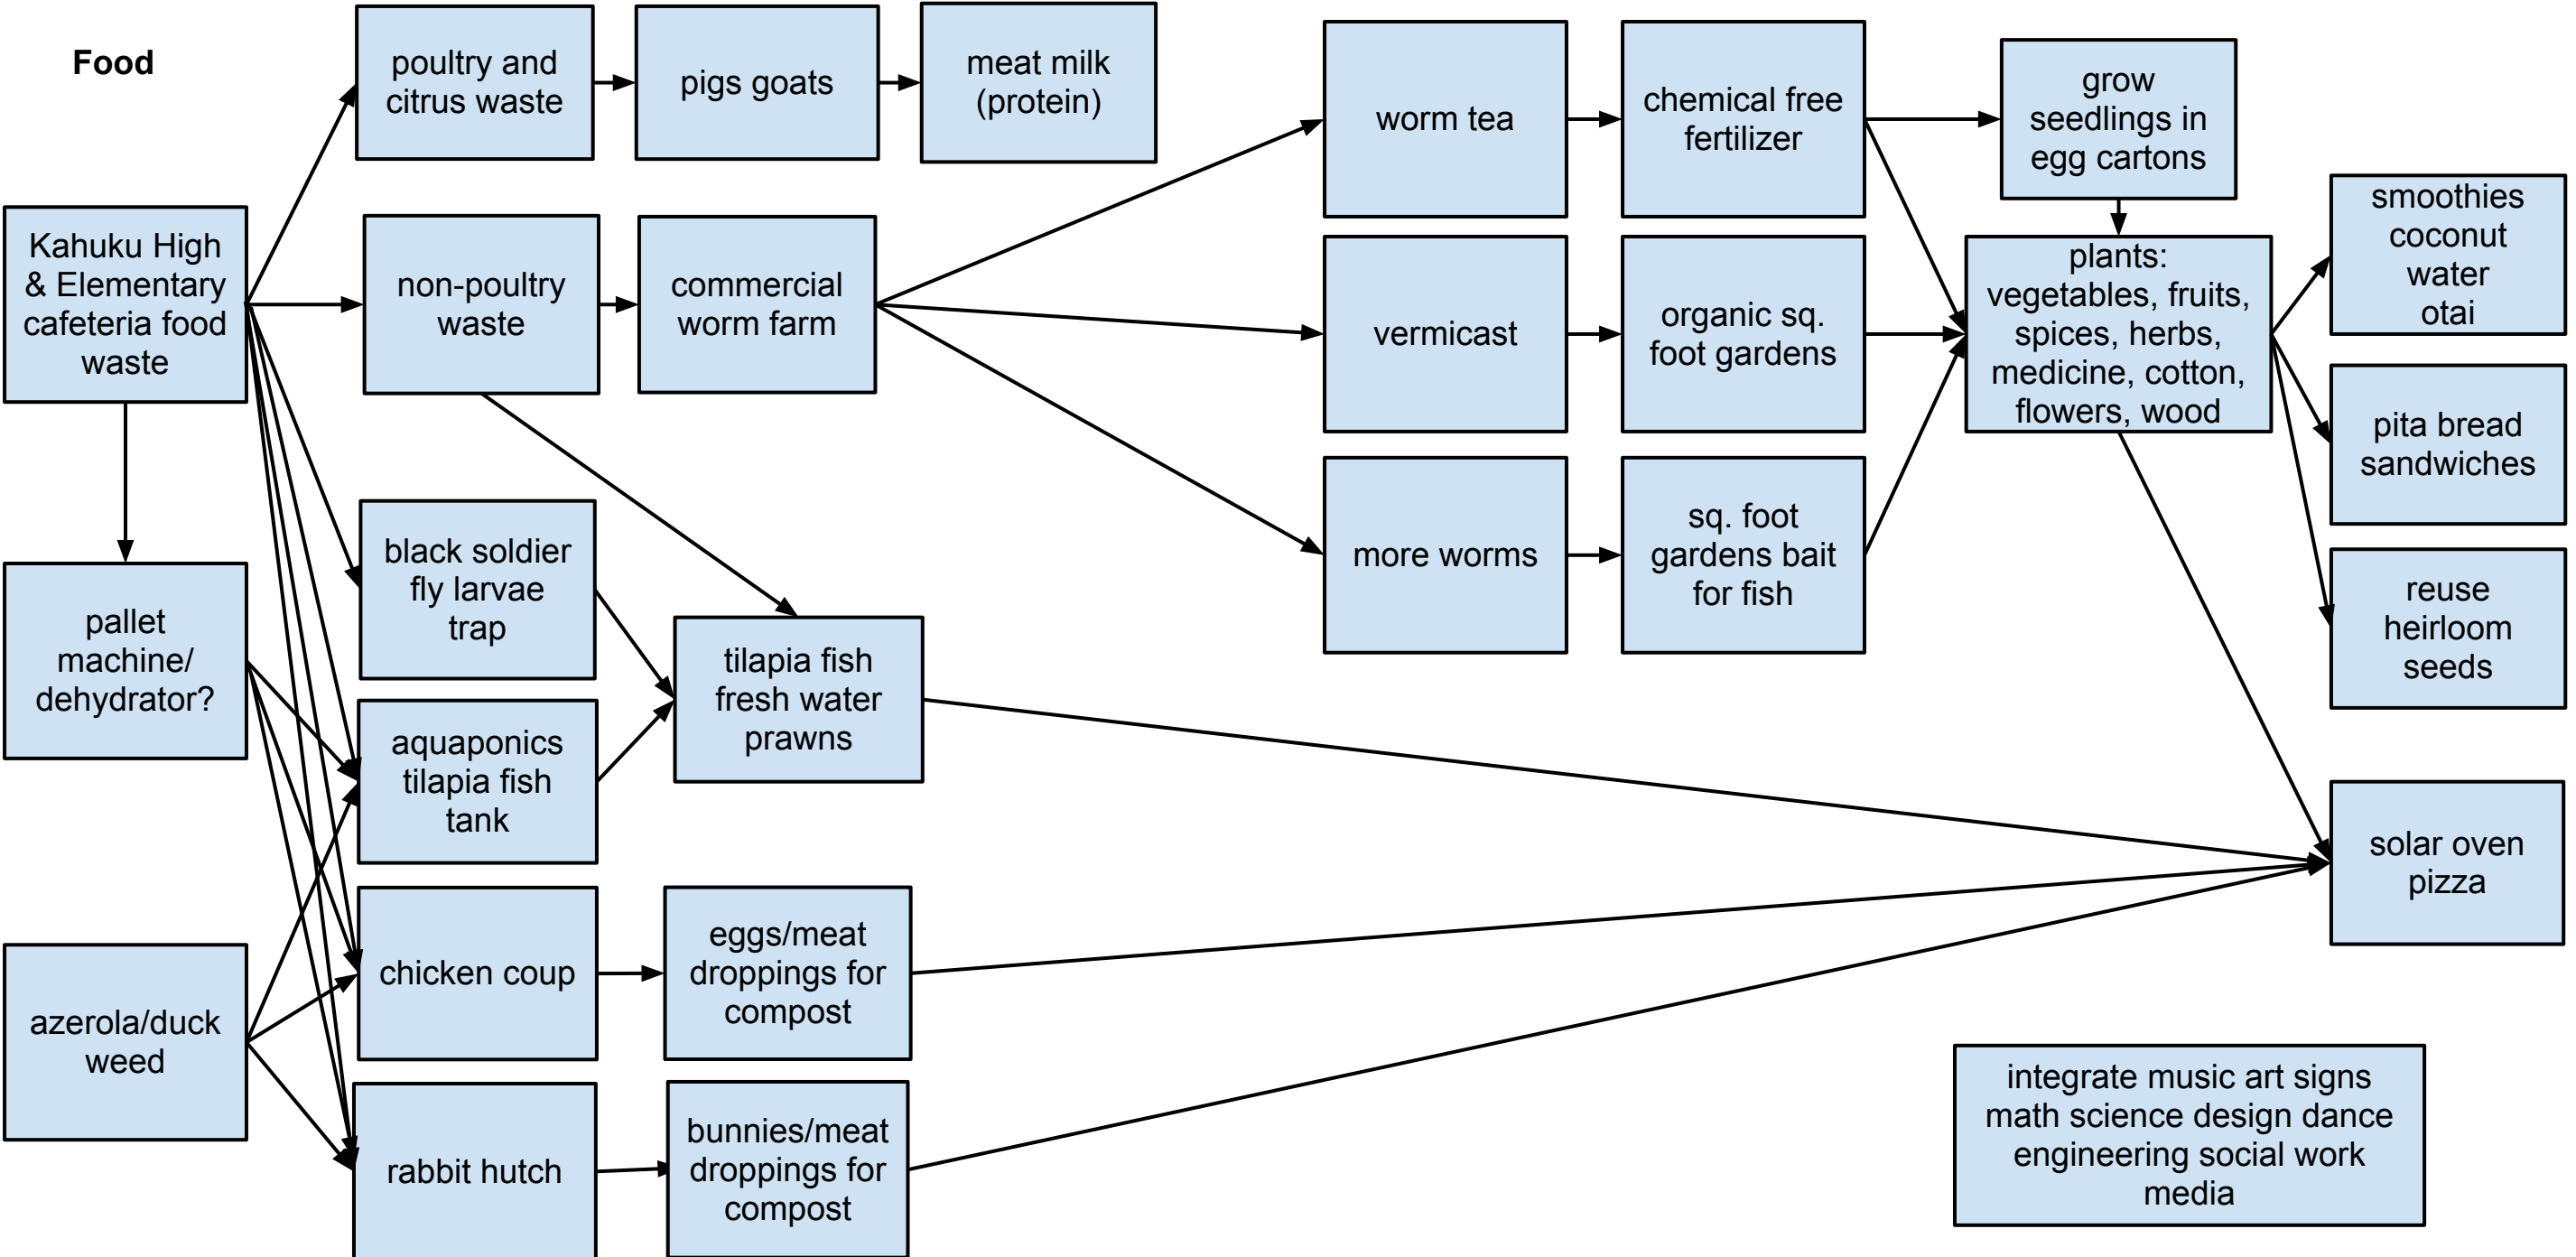 Food
poultry and
citrus waste
pigs goats
meat milk
(protein)
worm tea
chemical free
fertilizer
grow
seedlings in
egg cartons
Kahuku High
& Elementary
cafeteria food
waste
non-poultry
waste
commercial
worm farm
vermicast
organic sq.
foot gardens
plants:
vegetables, fruits,
spices, herbs,
medicine, cotton,
flowers, wood
smoothies
coconut
water
otai
pita bread
sandwiches
reuse
heirloom
seeds
more worms
sq. foot
gardens bait
for fish
pallet
machine/
dehydrator?
black soldier
fly larvae
trap
tilapia fish
fresh water
prawns
aquaponics
tilapia fish
tank
solar oven
pizza
azerola/duck
weed
chicken coup
eggs/meat
droppings for
compost
rabbit hutch
bunnies/meat
droppings for
compost
integrate music art signs
math science design dance
engineering social work
media